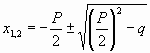 x₁,₂ = −P/2 ± √((P/2)² − q)